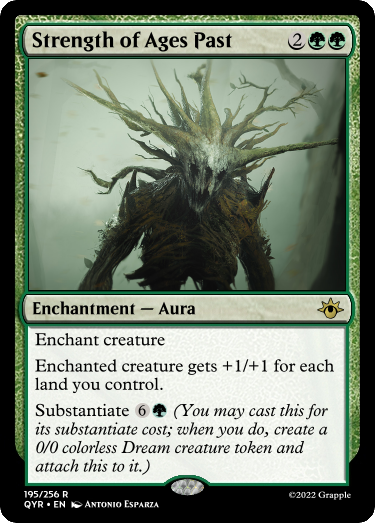 Strength of Ages Past 2
Enchantment — Aura
Enchant creature
Enchanted creature gets +1/+1 for each
land you control.
Substantiate 6 (You may cast this for
its substantiate cost; when you do, create a
0/0 colorless Dream creature token and
attach this to it.)
195/256 R
QYR • EN Antonio Esparza
©2022 Grapple